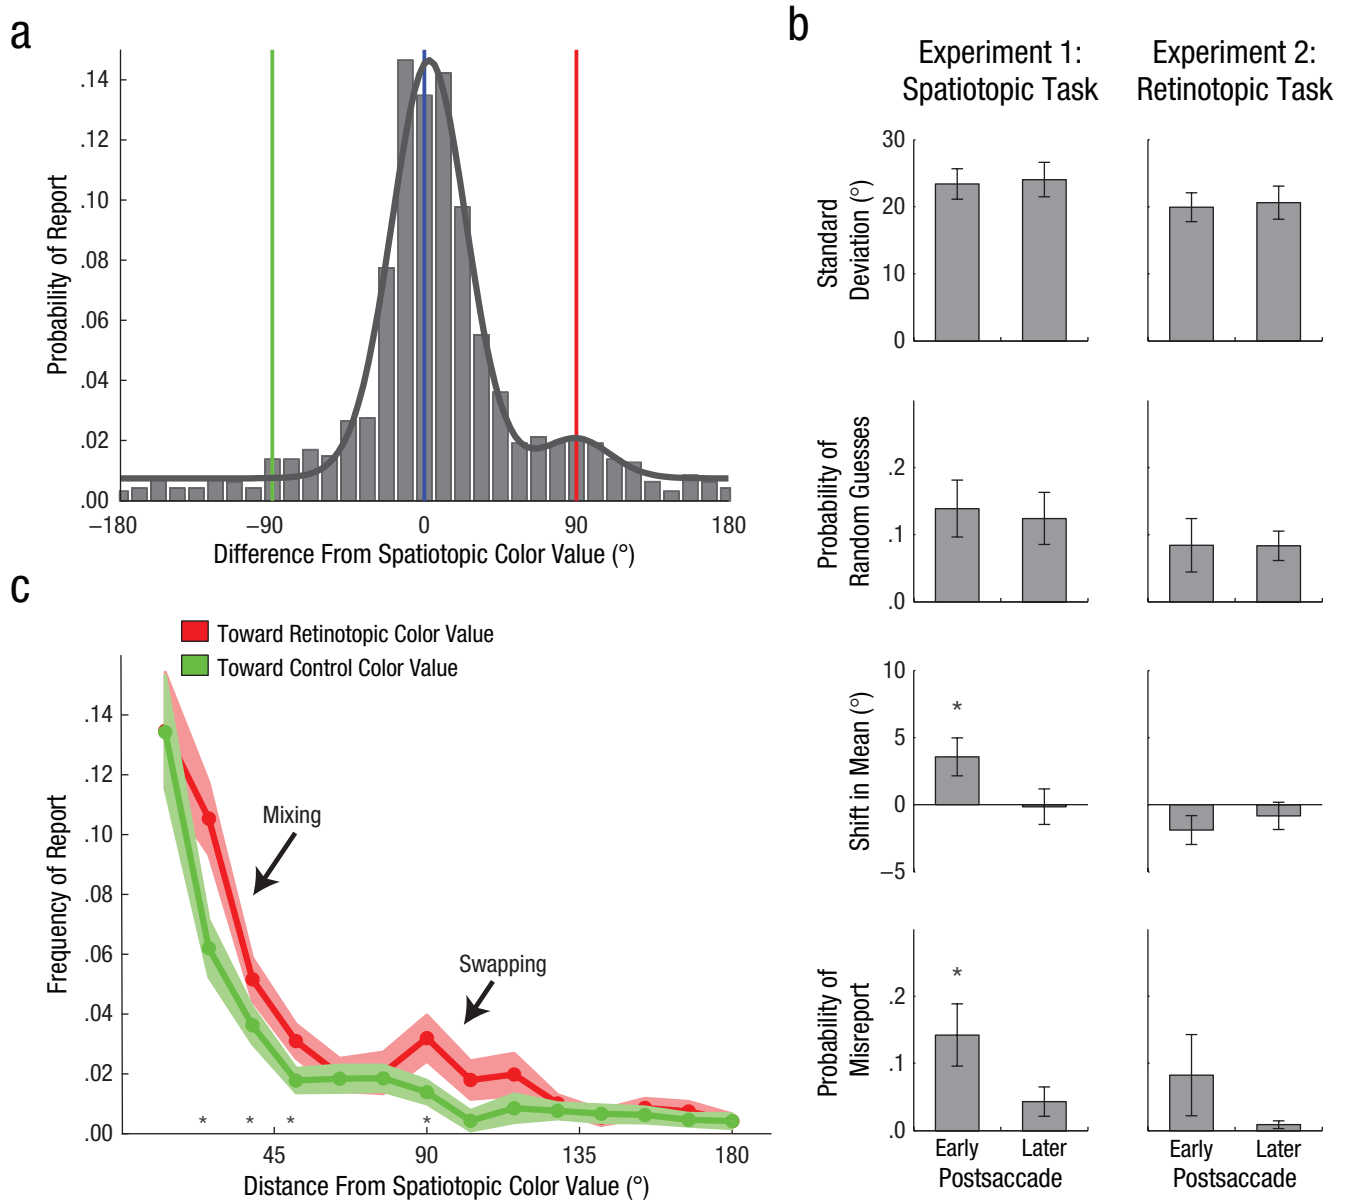 a
.14
.12
.10
.08
.06
.04
.02
.00
Probability of Report
−180
−90
0
90
180
Difference From Spatiotopic Color Value (°)
b
Experiment 1:
Spatiotopic Task
Experiment 2:
Retinotopic Task
30
20
10
0
Standard
Deviation (°)
.2
.1
.0
Probability of
Random Guesses
10
5
0
−5
Shift in Mean (°)
*
.2
.1
.0
Probability of
Misreport
*
Early
Later
Postsaccade
Early
Later
Postsaccade
c
Toward Retinotopic Color Value
Toward Control Color Value
.14
.12
.10
.08
.06
.04
.02
.00
Frequency of Report
Mixing
Swapping
* * * *
45
90
135
180
Distance From Spatiotopic Color Value (°)